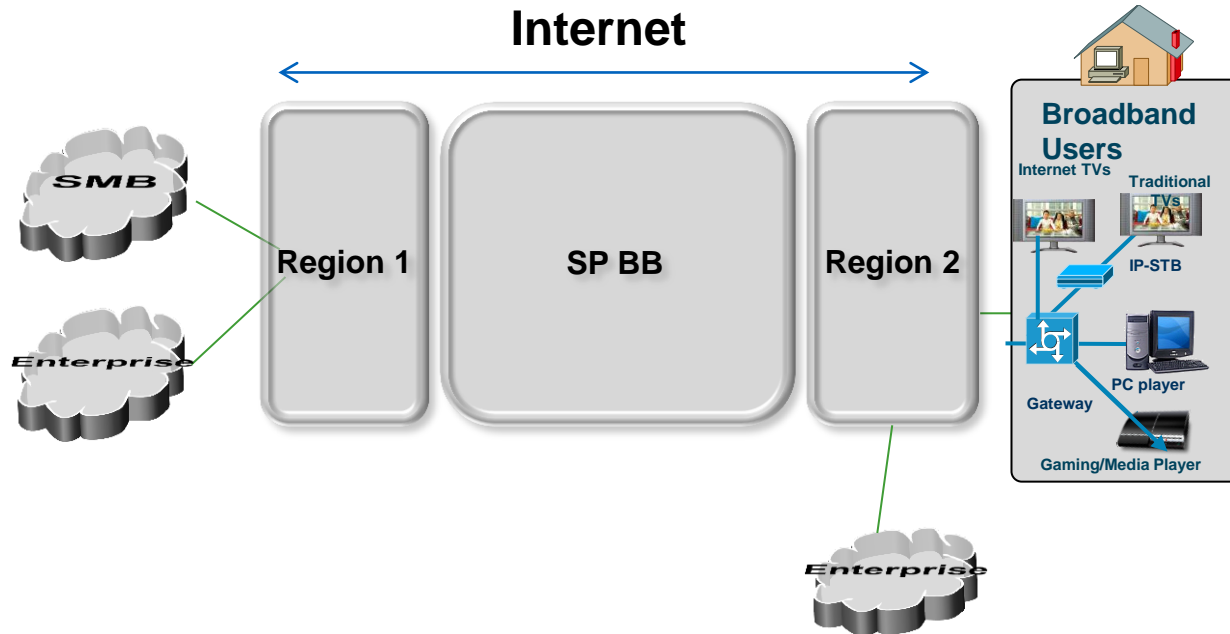 Internet
SMB
Enterprise
Region 1
SP BB
Region 2
Enterprise
Broadband
Users
Internet TVs
Traditional
TVs
IP-STB
PC player
Gateway
Gaming/Media Player